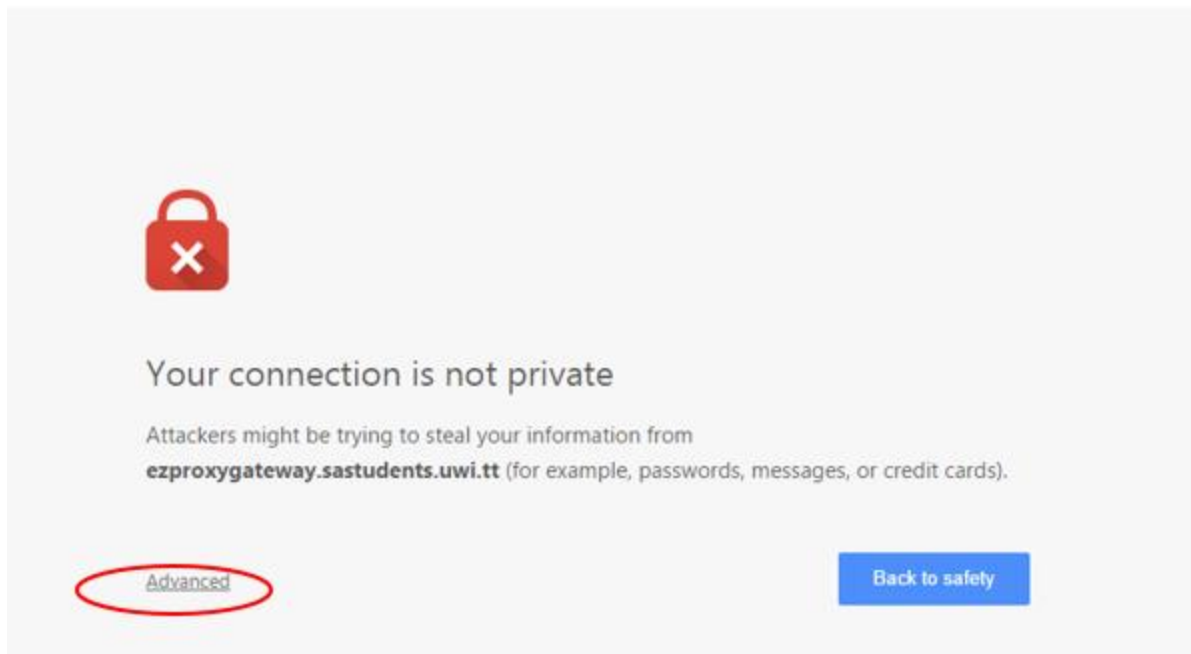 Your connection is not private
Attackers might be trying to steal your information from
ezproxygateway.sastudents.uwi.tt (for example, passwords, messages, or credit cards).
Advanced
Back to safety